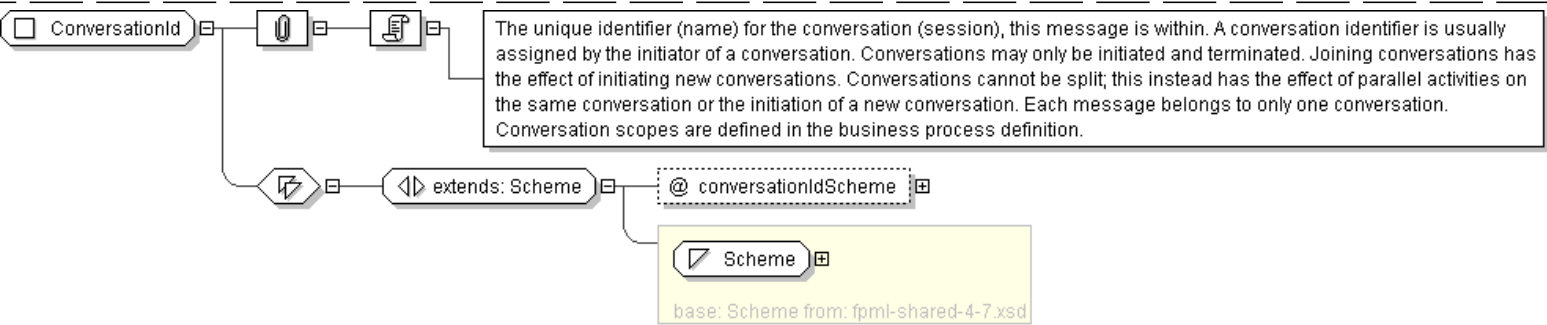 ConversationId
The unique identifier (name) for the conversation (session), this message is within. A conversation identifier is usually
assigned by the initiator of a conversation. Conversations may only be initiated and terminated. Joining conversations has
the effect of initiating new conversations. Conversations cannot be split; this instead has the effect of parallel activities on
the same conversation or the initiation of a new conversation. Each message belongs to only one conversation.
Conversation scopes are defined in the business process definition.
extends: Scheme
@ conversationIdScheme
Scheme
base: Scheme from: fpml-shared-4-7.xsd